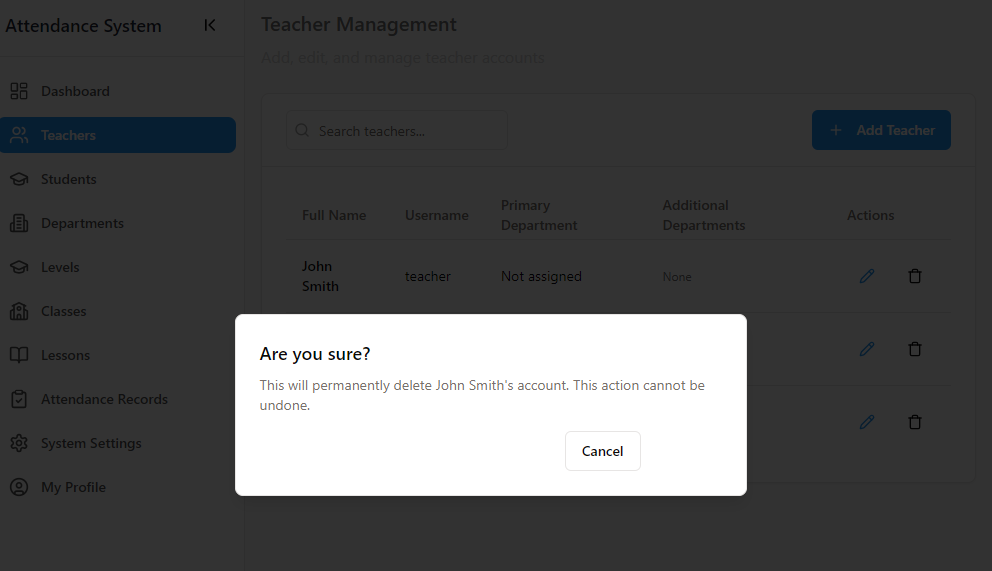 Attendance System
Dashboard
Teachers
Students
Departments
Levels
Classes
Lessons
Attendance Records
System Settings
My Profile
Teacher Management
Add, edit, and manage teacher accounts
Search teachers...
Add Teacher
Full Name
Username
Primary
Department
Additional
Departments
Actions
John
Smith
teacher
Not assigned
None
Are you sure?
This will permanently delete John Smith's account. This action cannot be
undone.
Cancel